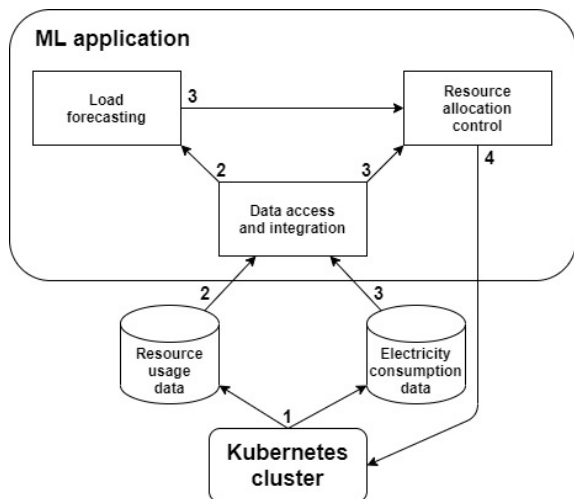 ML application
Load
forecasting
3
Resource
allocation
control
2
3
4
Data access
and integration
2
3
Resource
usage
data
Electricity
consumption
data
1
Kubernetes
cluster